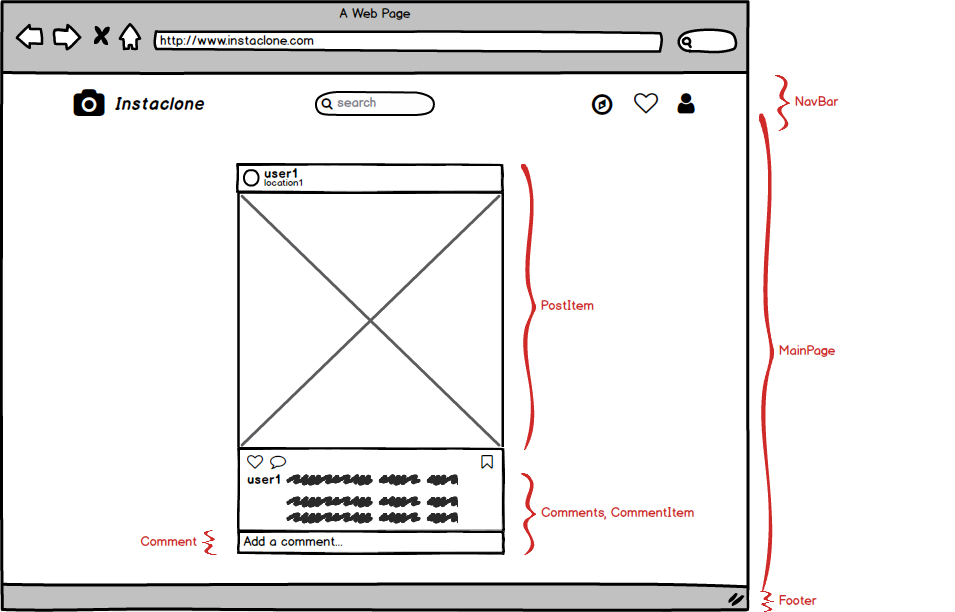 A Web Page
http://www.instaclone.com
Instaclone
search
NavBar
user1
location1
PostItem
MainPage
user1
Comments, CommentItem
Comment
Add a comment...
Footer